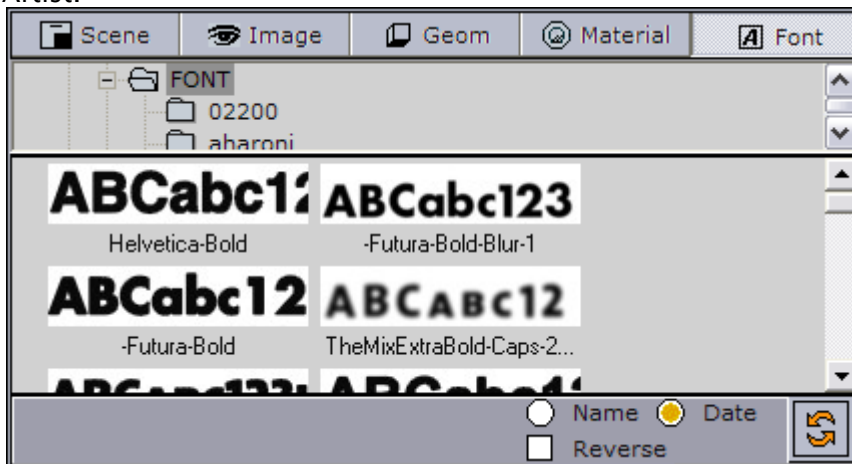 Artist.
Scene Image Geom Material A Font
FONT
02200
aharoni
ABCabc12 ABCabc123
Helvetica-Bold -Futura-Bold-Blur-1
ABCabc12 ABCABC12
-Futura-Bold TheMixExtraBold-Caps-2...
Name Date
Reverse